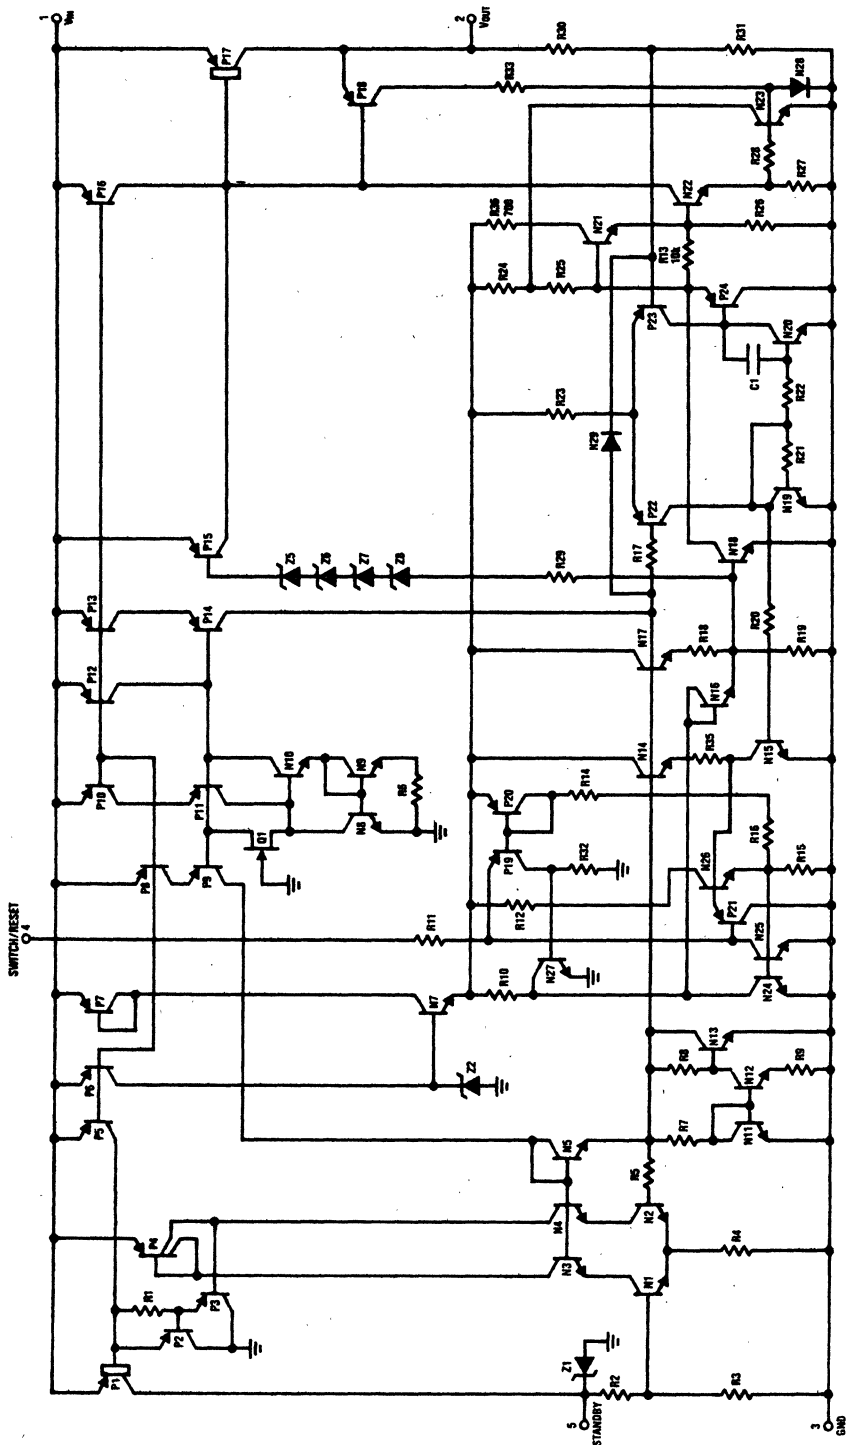 1
VIN
2
VOUT
R30
R31
P17
P18
R33
N28
N23
R28
P16
R27
N22
R36
700
N21
R26
R13
10k
R24
R25
P24
P23
N20
C1
R22
R23
N29
R21
P22
N19
R17
P15
Z5
Z6
Z7
Z8
R29
N18
P13
P14
N17
R18
R19
R20
P12
N16
N10
N9
N14
R35
N15
P10
P11
N8
R6
P20
R14
R16
Q1
P8
P9
P19
R32
N26
R15
R12
P21
SWITCH/RESET
4
R11
N25
N27
P7
N7
R10
N24
P6
Z2
R8
N13
N12
R9
P5
N5
R7
N11
R5
P4
N4
N2
N3
R4
R1
P3
P2
N1
P1
Z1
R2
R3
5
STANDBY
3
GND